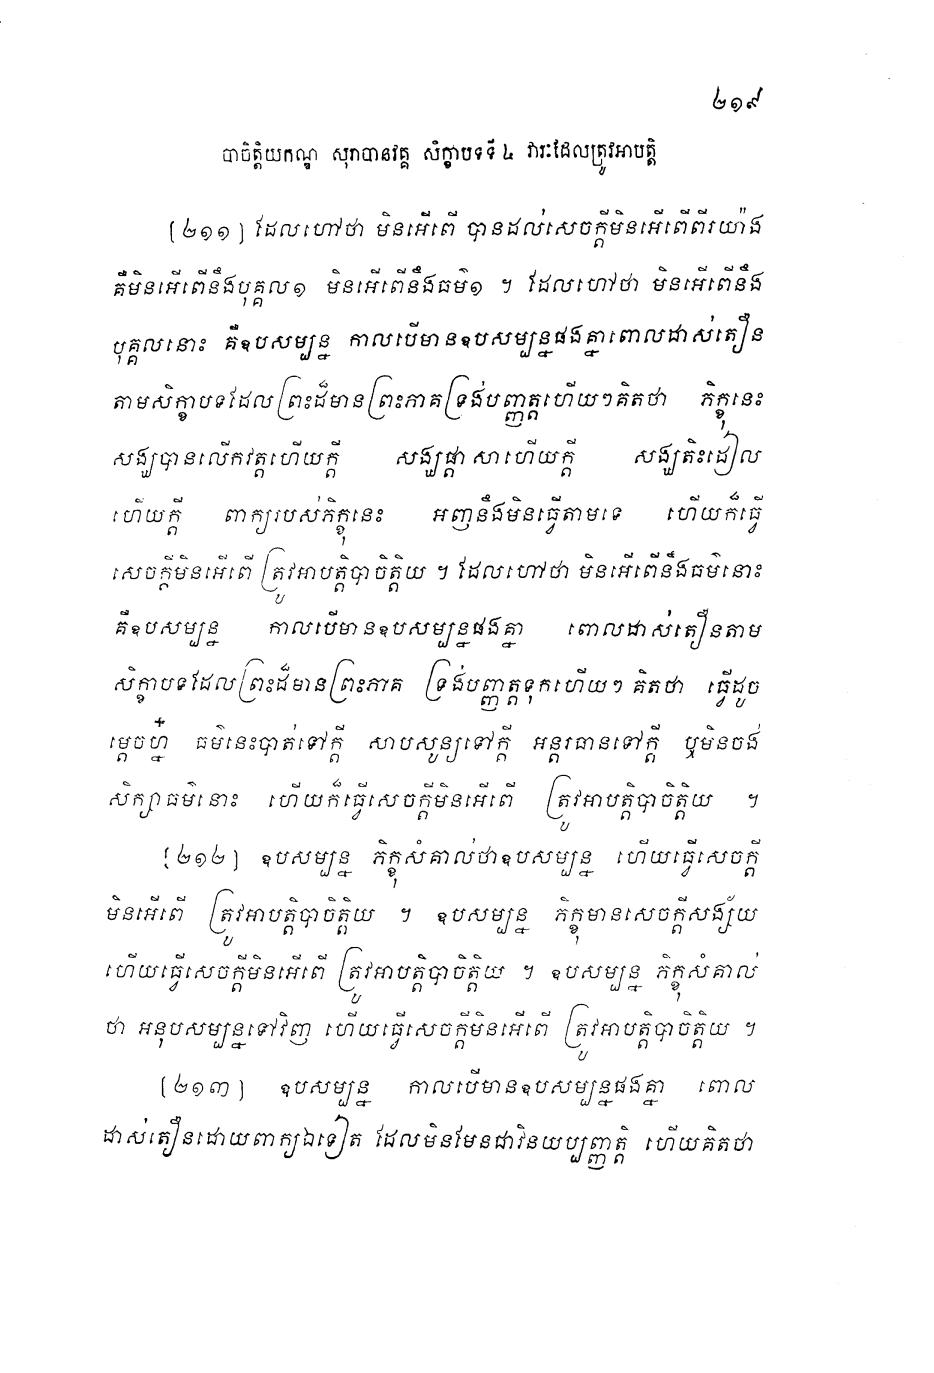 ២១៩
បាចិត្តិយកណ្ឌ សុរាបានវគ្គ សិក្ខាបទទី ៤ វារៈដែលត្រូវអាបត្តិ
[២១១] ដែលហៅថា មិនអើពើ បានដល់សេចក្តីមិនអើពើពីរយ៉ាង
គឺមិនអើពើនឹងបុគ្គល១ មិនអើពើនឹងធម៌១ ។ ដែលហៅថា មិនអើពើនឹង
បុគ្គលនោះ គឺឧបសម្បន្ន កាលបើមានឧបសម្បន្នផងគ្នាពោលដាស់តឿន
តាមសិក្ខាបទដែលព្រះដ៏មានព្រះភាគទ្រង់បញ្ញត្តហើយៗគិតថា ភិក្ខុនេះ
សង្ឃបានលើកវត្តហើយក្តី សង្ឃផ្តាសាហើយក្តី សង្ឃតិះដៀល
ហើយក្តី ពាក្យរបស់ភិក្ខុនេះ អញនឹងមិនធ្វើតាមទេ ហើយក៏ធ្វើ
សេចក្តីមិនអើពើ ត្រូវអាបត្តិបាចិត្តិយ ។ ដែលហៅថា មិនអើពើនឹងធម៌នោះ
គឺឧបសម្បន្ន កាលបើមានឧបសម្បន្នផងគ្នា ពោលដាស់តឿនតាម
សិក្ខាបទដែលព្រះដ៏មានព្រះភាគ ទ្រង់បញ្ញត្តទុកហើយៗ គិតថា ធ្វើដូច
ម្តេចហ្ន៎ ធម៌នេះបាត់ទៅក្តី សាបសូន្យទៅក្តី អន្តរធានទៅក្តី ឬមិនចង់
សិក្សាធម៌នោះ ហើយក៏ធ្វើសេចក្តីមិនអើពើ ត្រូវអាបត្តិបាចិត្តិយ ។
[២១២] ឧបសម្បន្ន ភិក្ខុសំគាល់ថាឧបសម្បន្ន ហើយធ្វើសេចក្តី
មិនអើពើ ត្រូវអាបត្តិបាចិត្តិយ ។ ឧបសម្បន្ន ភិក្ខុមានសេចក្តីសង្ស័យ
ហើយធ្វើសេចក្តីមិនអើពើ ត្រូវអាបត្តិបាចិត្តិយ ។ ឧបសម្បន្ន ភិក្ខុសំគាល់
ថា អនុបសម្បន្នទៅវិញ ហើយធ្វើសេចក្តីមិនអើពើ ត្រូវអាបត្តិបាចិត្តិយ ។
[២១៣] ឧបសម្បន្ន កាលបើមានឧបសម្បន្នផងគ្នា ពោល
ដាស់តឿនដោយពាក្យឯទៀត ដែលមិនមែនជាវិនយប្បញ្ញត្តិ ហើយគិតថា